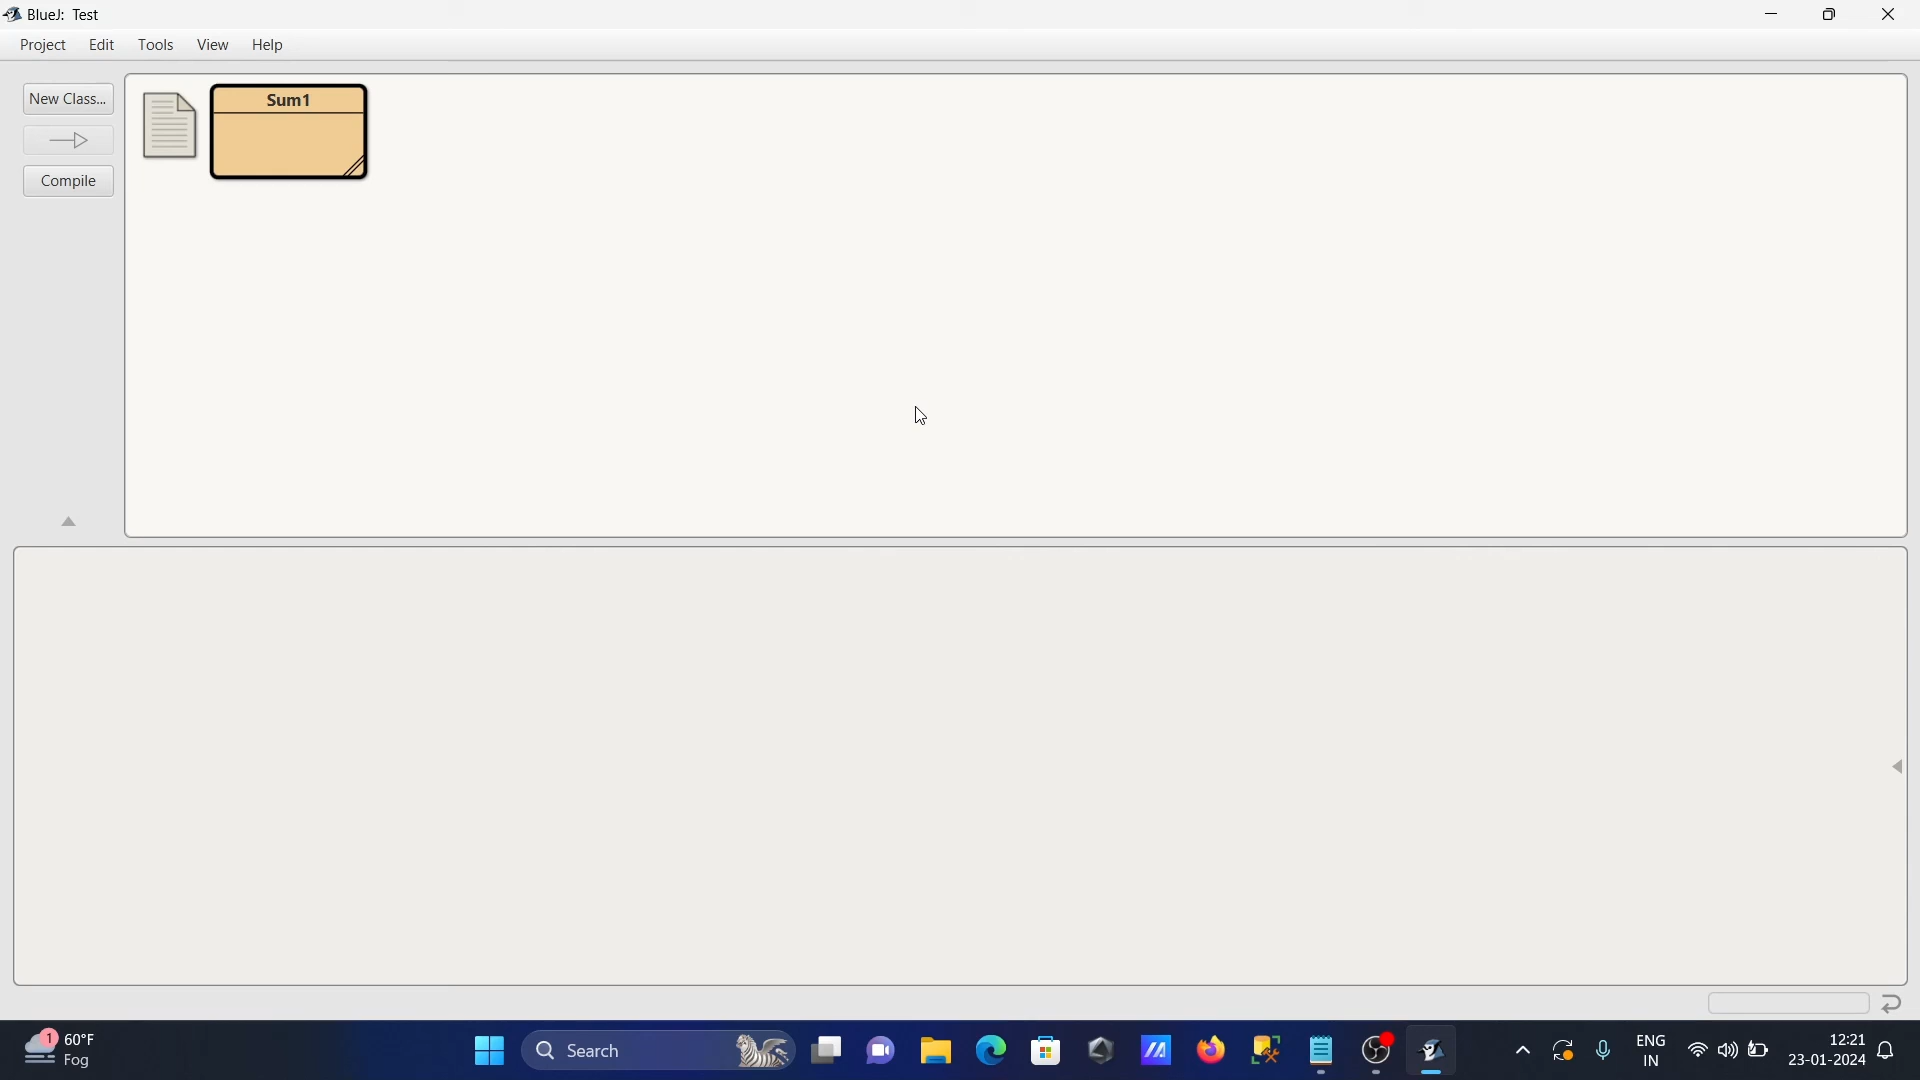 BlueJ: Test
Project Edit Tools View Help
New Class...
Sum1
Compile
1 60°F
Fog
Search
ENG
IN
12:21
23-01-2024